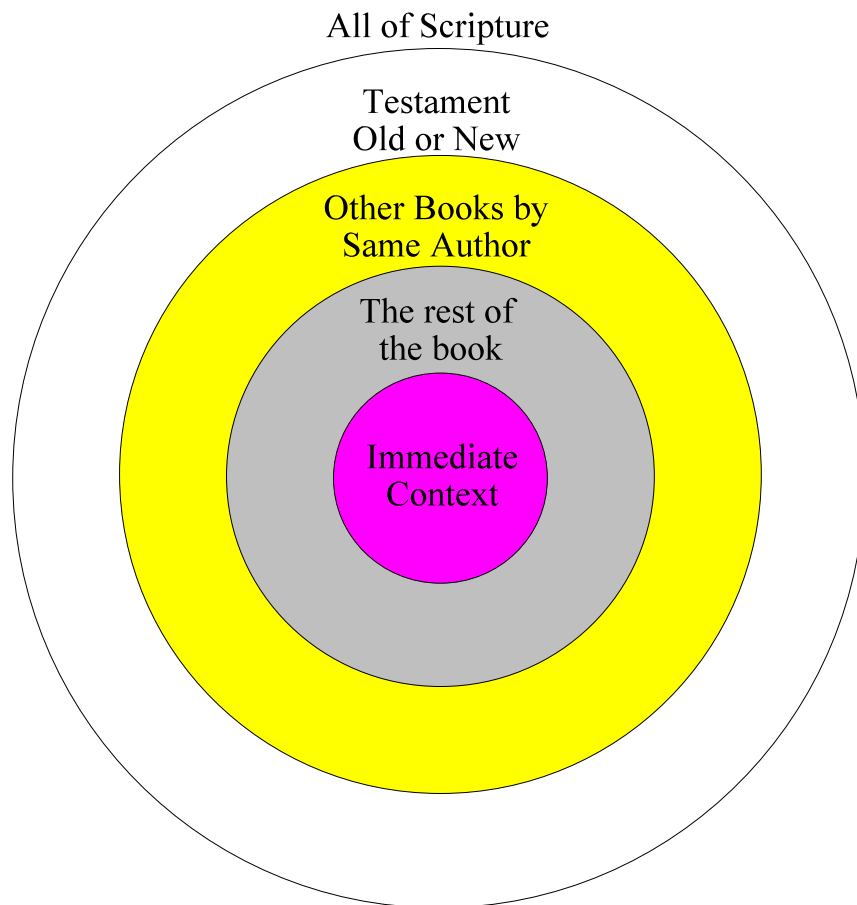 All of Scripture
Testament
Old or New
Other Books by
Same Author
The rest of
the book
Immediate
Context